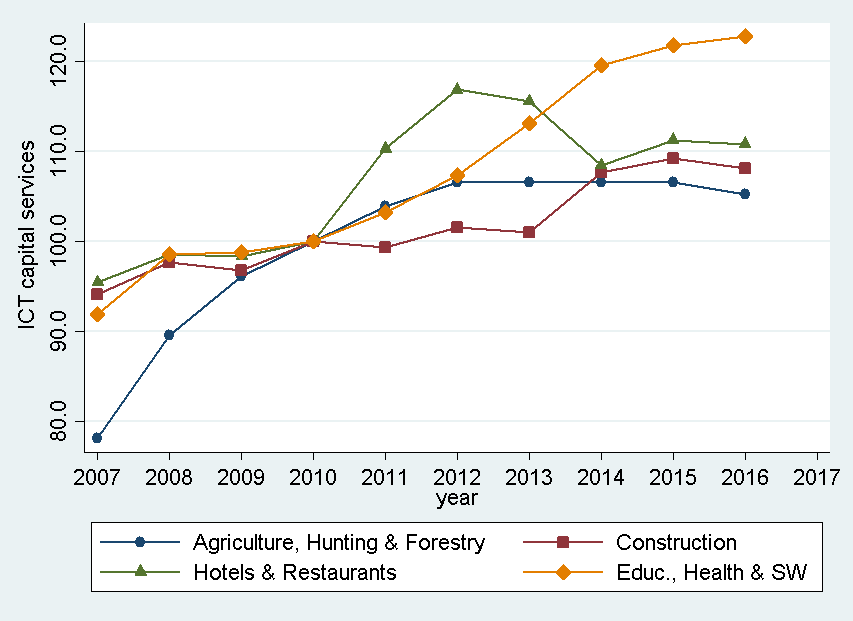 ICT capital services
120.0
110.0
100.0
90.0
80.0
2007 2008 2009 2010 2011 2012 2013 2014 2015 2016 2017
year
Agriculture, Hunting & Forestry Construction
Hotels & Restaurants Educ., Health & SW